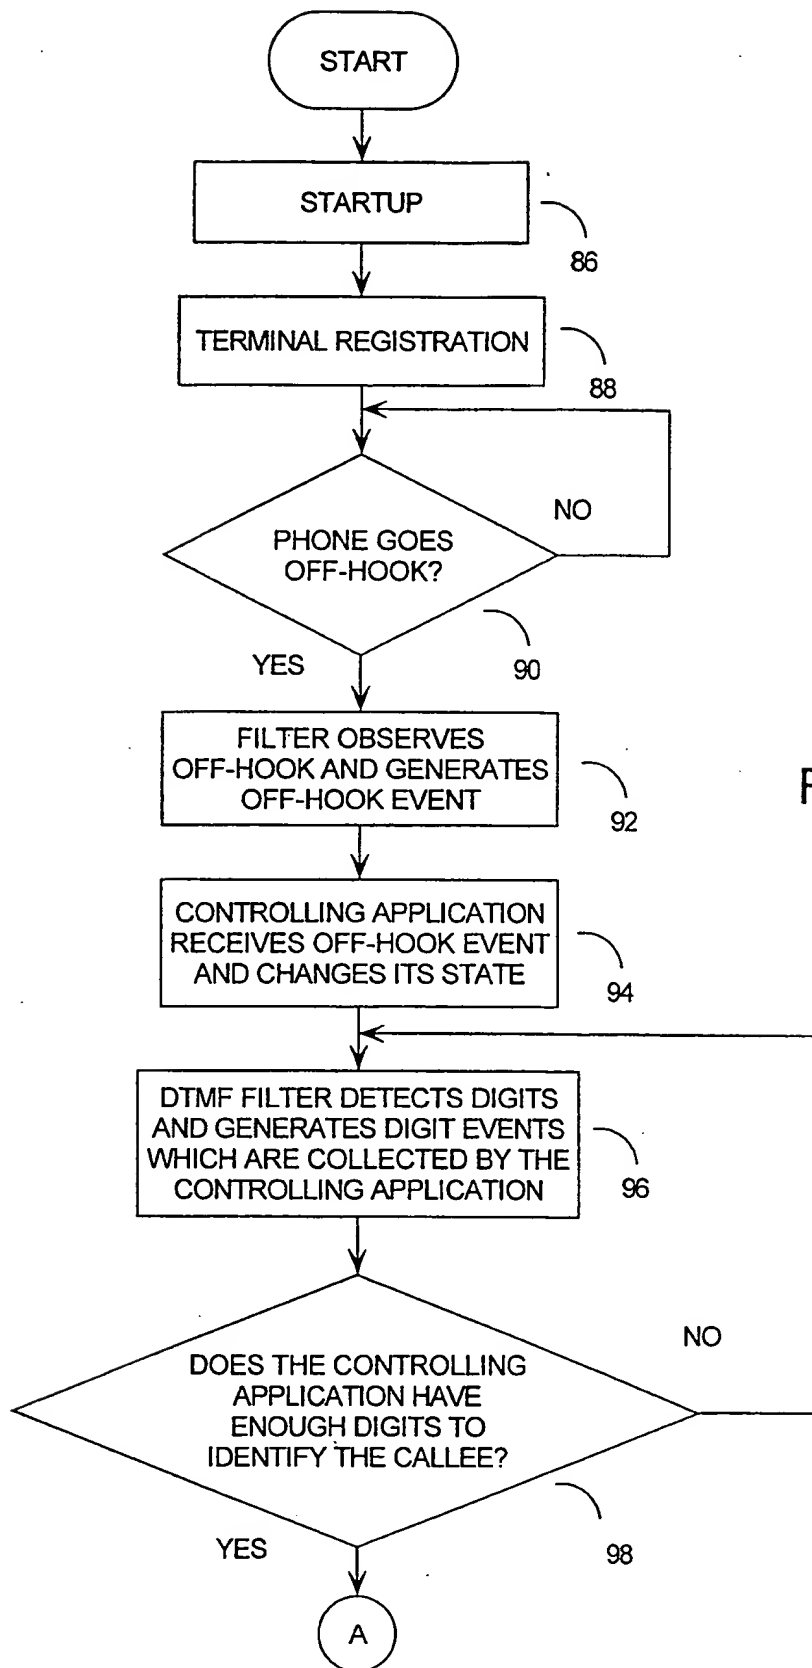 START
STARTUP
86
TERMINAL REGISTRATION
88
NO
PHONE GOES
OFF-HOOK?
90
YES
FILTER OBSERVES
OFF-HOOK AND GENERATES
OFF-HOOK EVENT
92
CONTROLLING APPLICATION
RECEIVES OFF-HOOK EVENT
AND CHANGES ITS STATE
94
DTMF FILTER DETECTS DIGITS
AND GENERATES DIGIT EVENTS
WHICH ARE COLLECTED BY THE
CONTROLLING APPLICATION
96
NO
DOES THE CONTROLLING
APPLICATION HAVE
ENOUGH DIGITS TO
IDENTIFY THE CALLEE?
98
YES
A